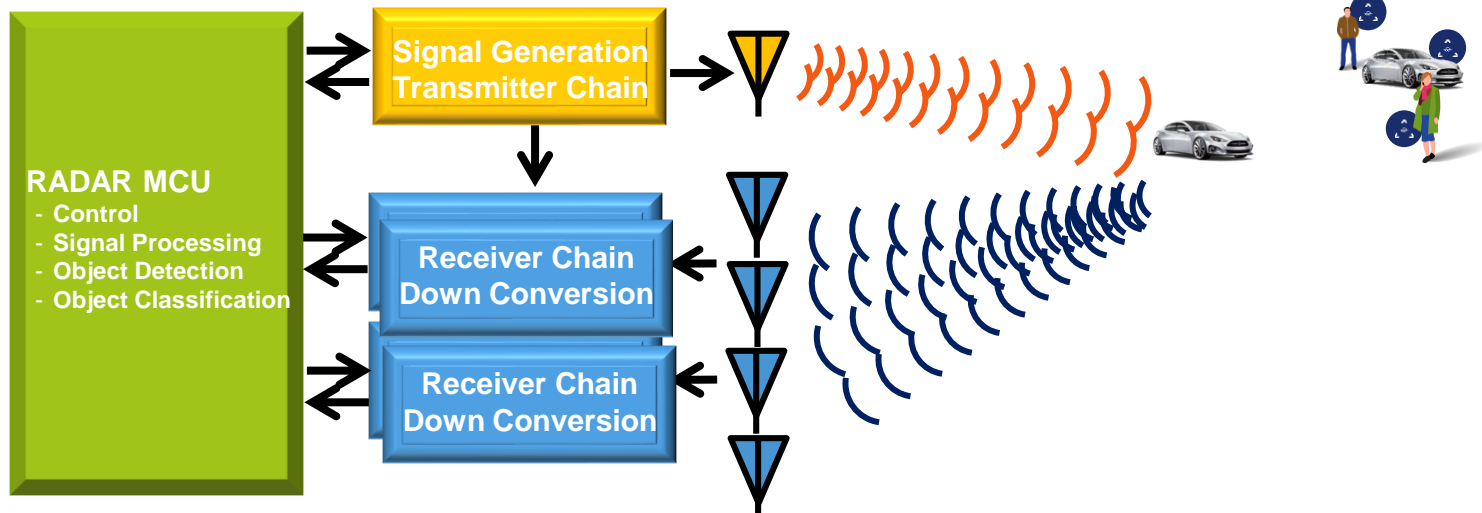 RADAR MCU
- Control
- Signal Processing
- Object Detection
- Object Classification
Signal Generation
Transmitter Chain
Receiver Chain
Down Conversion
Receiver Chain
Down Conversion